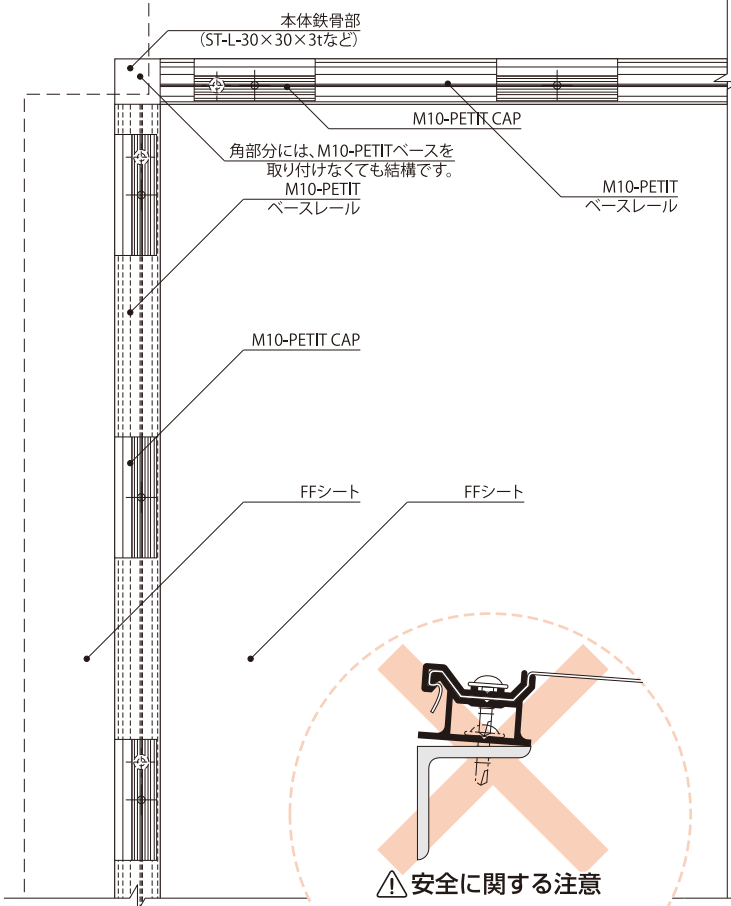 本体鉄骨部
(ST-L-30×30×3tなど)
M10-PETIT CAP
角部分には、M10-PETITベースを
取り付けなくても結構です。
M10-PETIT
ベースレール
M10-PETIT
ベースレール
M10-PETIT CAP
FFシート
FFシート
安全に関する注意